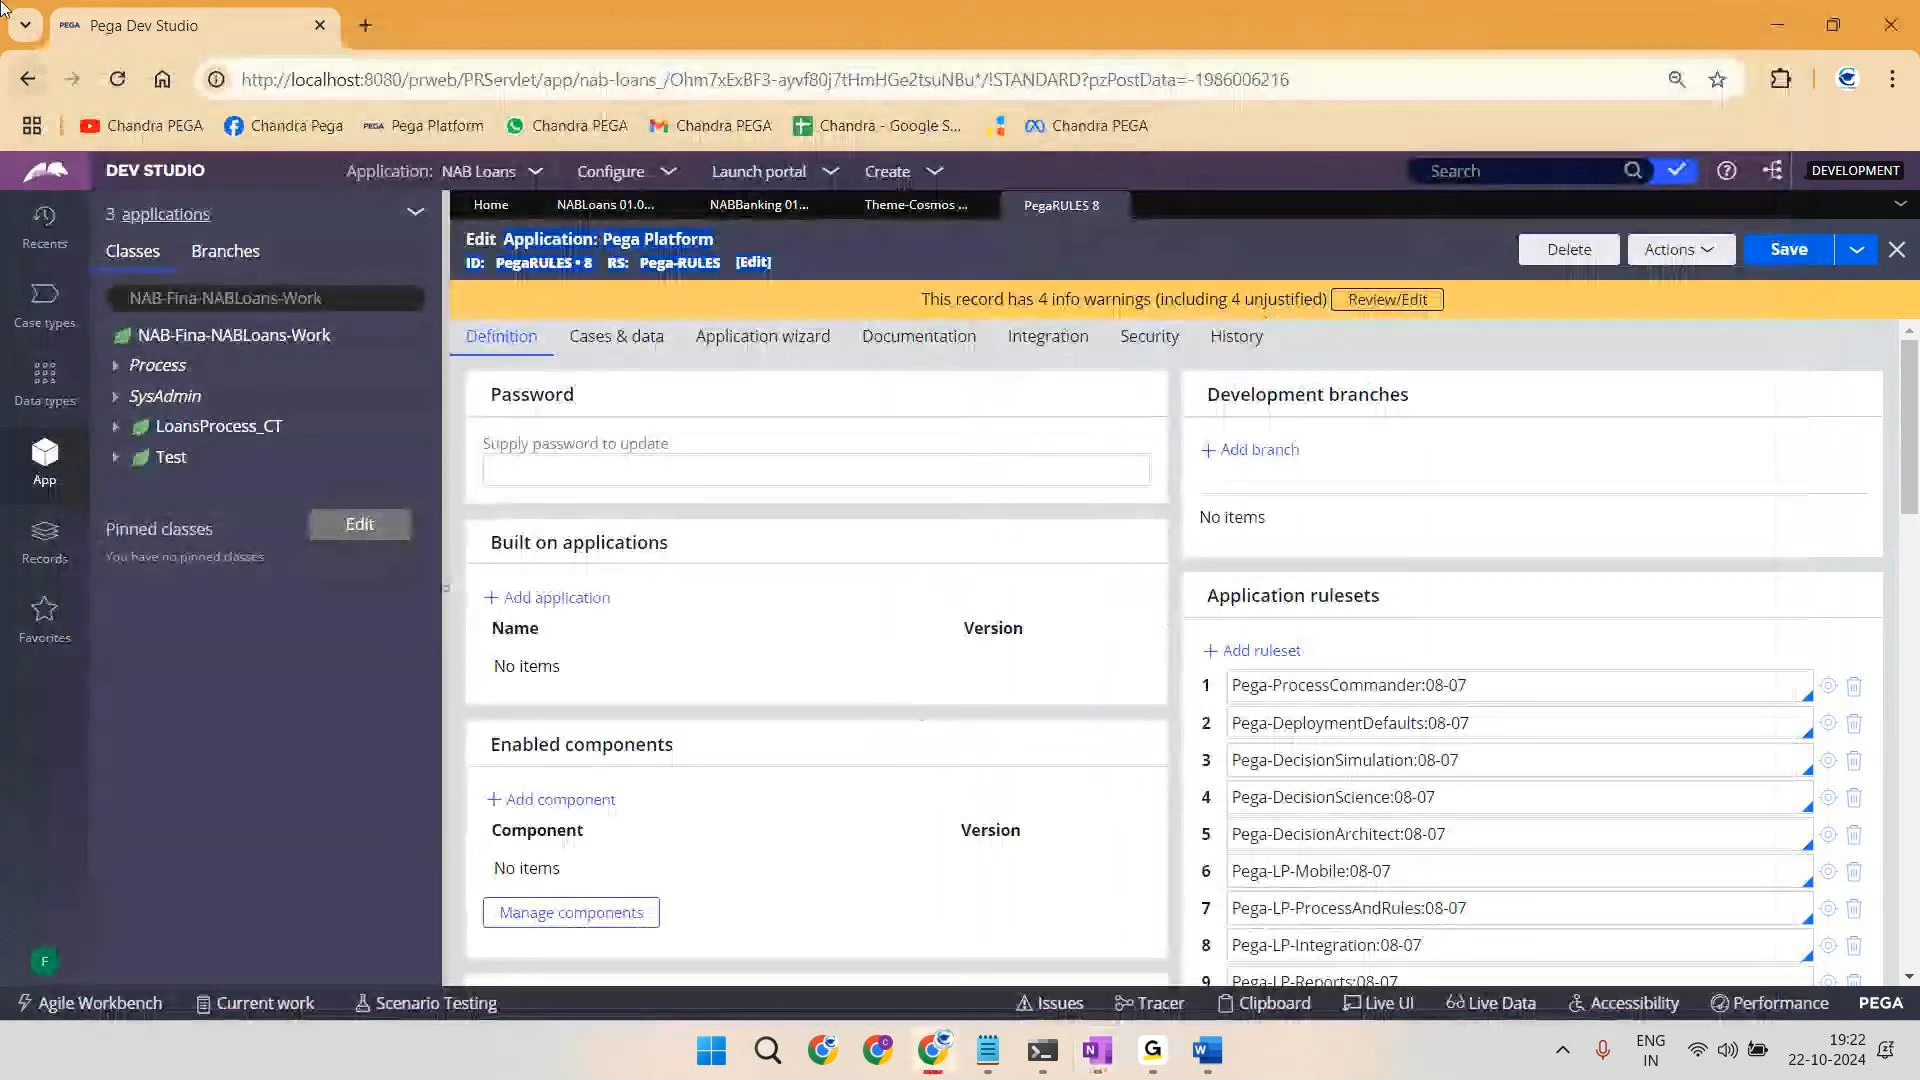 PEGA Pega Dev Studio
http://localhost:8080/prweb/PRServlet/app/nab-loans_/Ohm7xExBF3-ayvf80j7tHmHGe2tsuNBu*/!STANDARD?pzPostData=-1986006216
Chandra PEGA Chandra Pega PEGA Pega Platform Chandra PEGA Chandra PEGA Chandra - Google S... Chandra PEGA
DEV STUDIO Application: NAB Loans Configure Launch portal Create Search DEVELOPMENT
Home NABLoans 01.0... NABBanking 01... Theme-Cosmos ... PegaRULES 8
Recents
Case types
Data types
App
Records
Favorites
F
3 applications
Classes Branches
NAB-Fina-NABLoans-Work
NAB-Fina-NABLoans-Work
Process
SysAdmin
LoansProcess_CT
Test
Pinned classes Edit
You have no pinned classes
Edit Application: Pega Platform
ID: PegaRULES • 8 RS: Pega-RULES [Edit]
Delete Actions Save
This record has 4 info warnings (including 4 unjustified) Review/Edit
Definition Cases & data Application wizard Documentation Integration Security History
Password
Supply password to update
Built on applications
Add application
Name Version
No items
Enabled components
Add component
Component Version
No items
Manage components
Development branches
Add branch
No items
Application rulesets
Add ruleset
1 Pega-ProcessCommander:08-07
2 Pega-DeploymentDefaults:08-07
3 Pega-DecisionSimulation:08-07
4 Pega-DecisionScience:08-07
5 Pega-DecisionArchitect:08-07
6 Pega-LP-Mobile:08-07
7 Pega-LP-ProcessAndRules:08-07
8 Pega-LP-Integration:08-07
9 Pega-LP-Reports:08-07
Agile Workbench Current work Scenario Testing Issues Tracer Clipboard Live UI Live Data Accessibility Performance PEGA
ENG
IN
19:22
22-10-2024